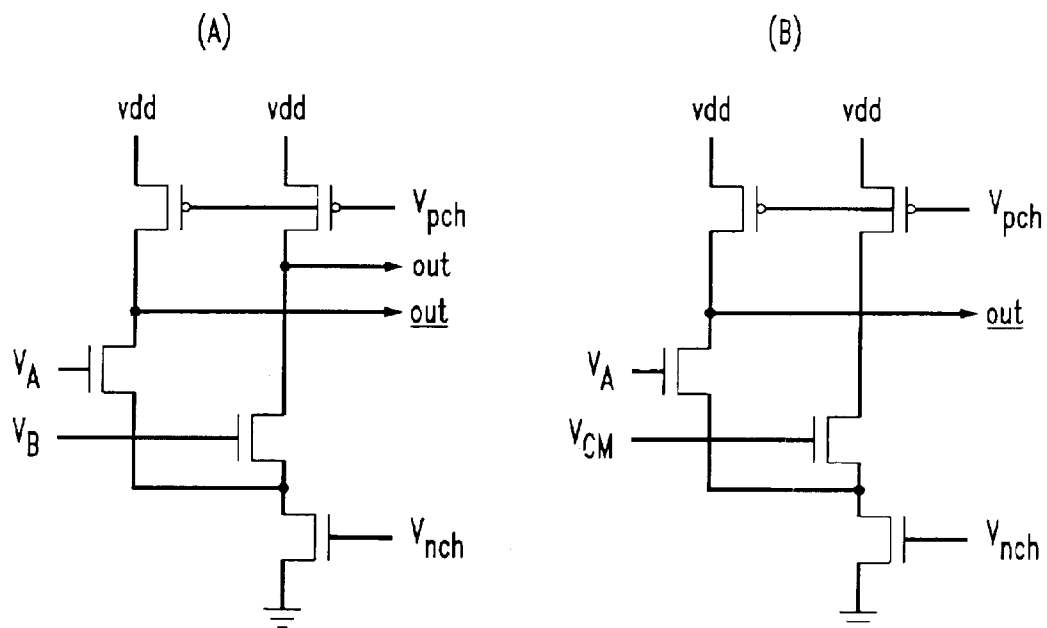 (A)
vdd
vdd
Vpch
out
out
VA
VB
Vnch
(B)
vdd
vdd
Vpch
out
VA
VCM
Vnch